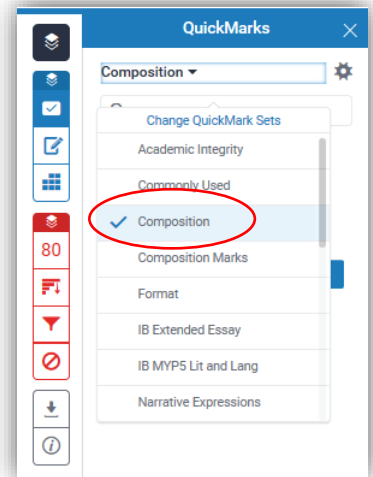 QuickMarks
Composition
Change QuickMark Sets
Academic Integrity
Commonly Used
Composition
Composition Marks
Format
IB Extended Essay
IB MYP5 Lit and Lang
Narrative Expressions
80